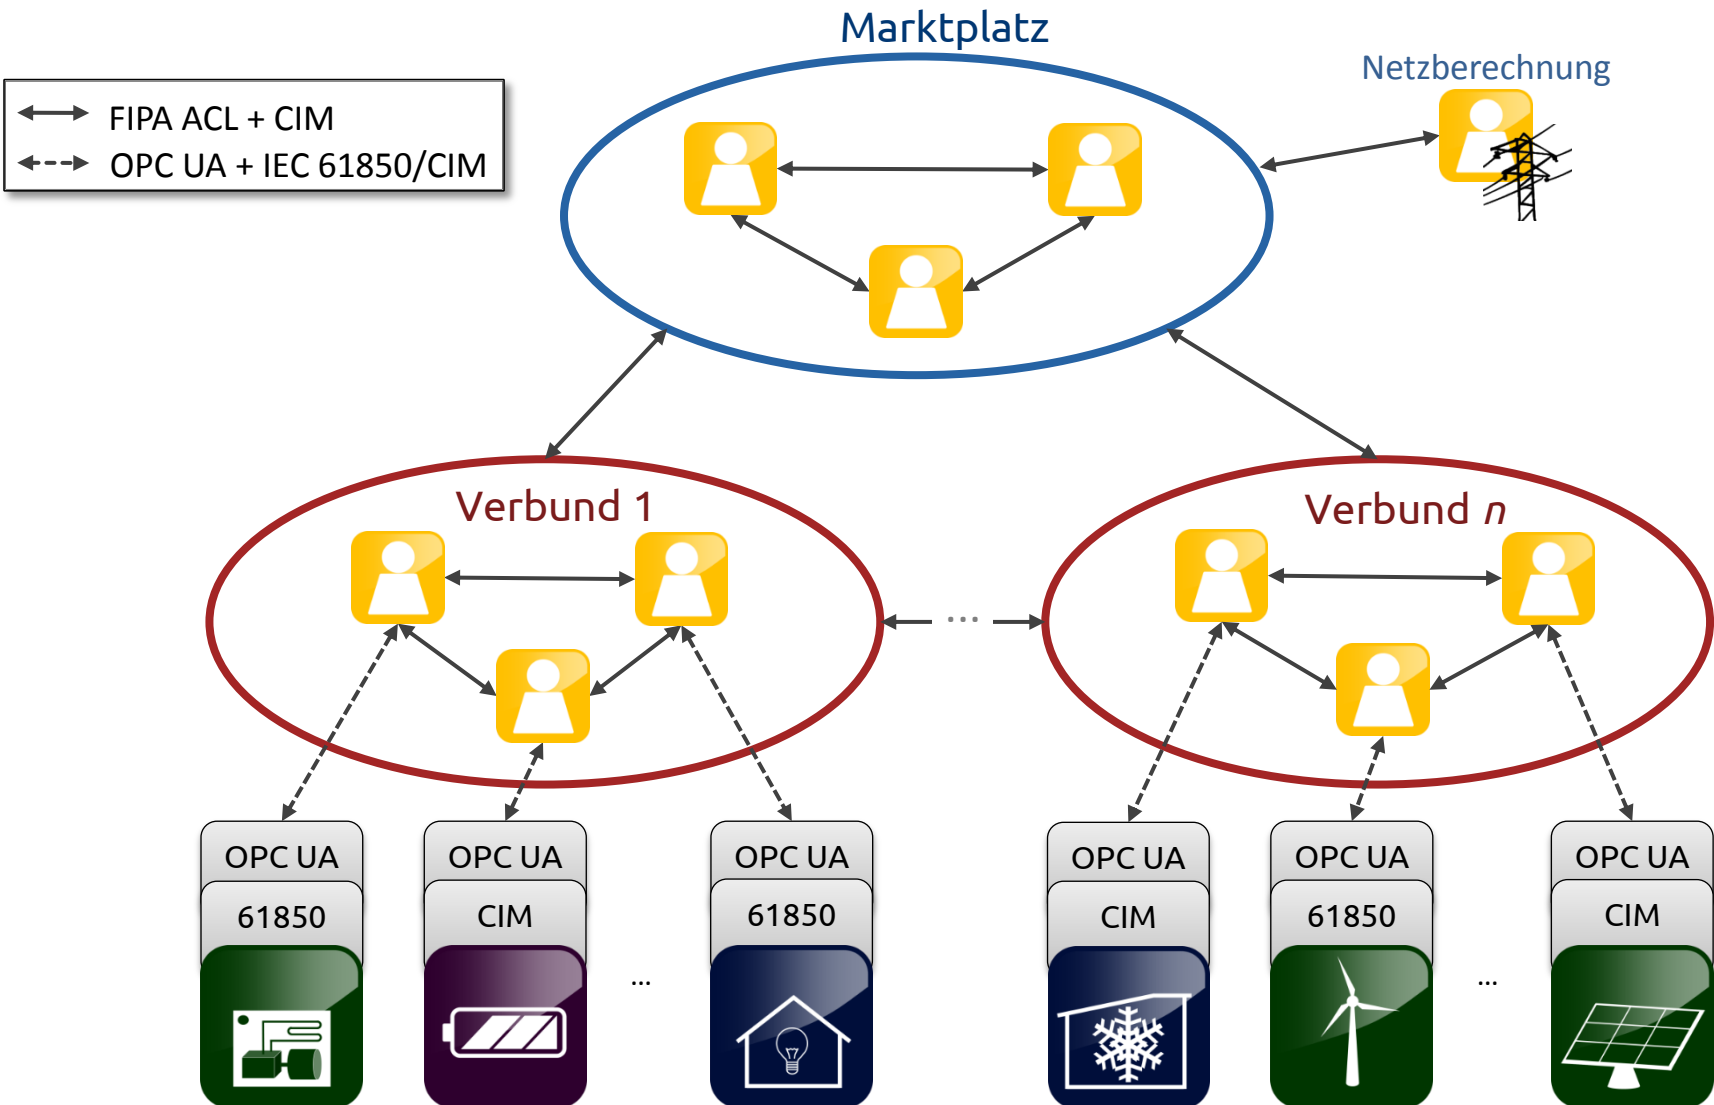 Marktplatz
Netzberechnung
FIPA ACL + CIM
OPC UA + IEC 61850/CIM
Verbund 1
Verbund n
...
OPC UA
61850
OPC UA
CIM
...
OPC UA
61850
OPC UA
CIM
OPC UA
61850
...
OPC UA
CIM